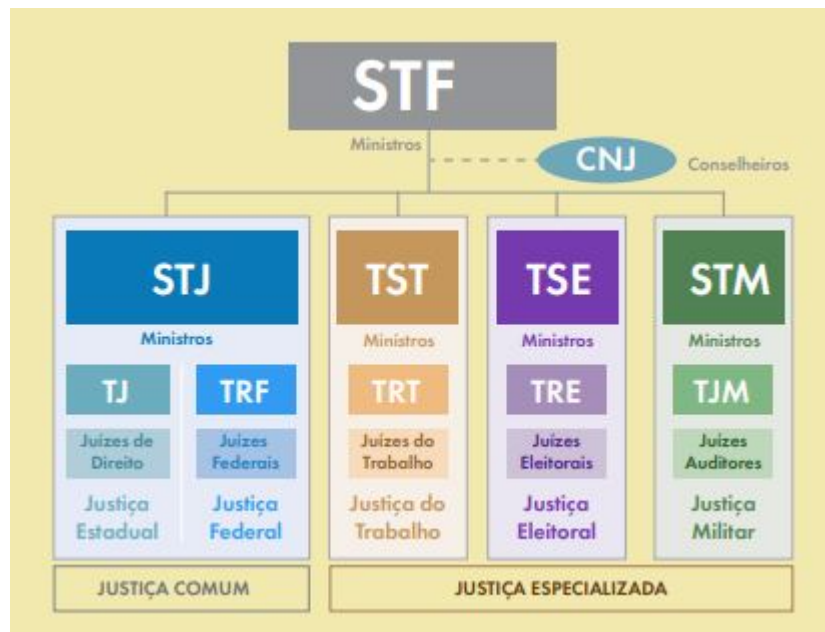 STF
Ministros
CNJ
Conselheiros
STJ
TST
TSE
STM
Ministros
Ministros
Ministros
Ministros
TJ
TRF
TRT
TRE
TJM
Juízes de
Direito
Juízes
Federais
Juízes do
Trabalho
Juízes
Eleitorais
Juízes
Auditores
Justiça
Estadual
Justiça
Federal
Justiça do
Trabalho
Justiça
Eleitoral
Justiça
Militar
JUSTIÇA COMUM
JUSTIÇA ESPECIALIZADA